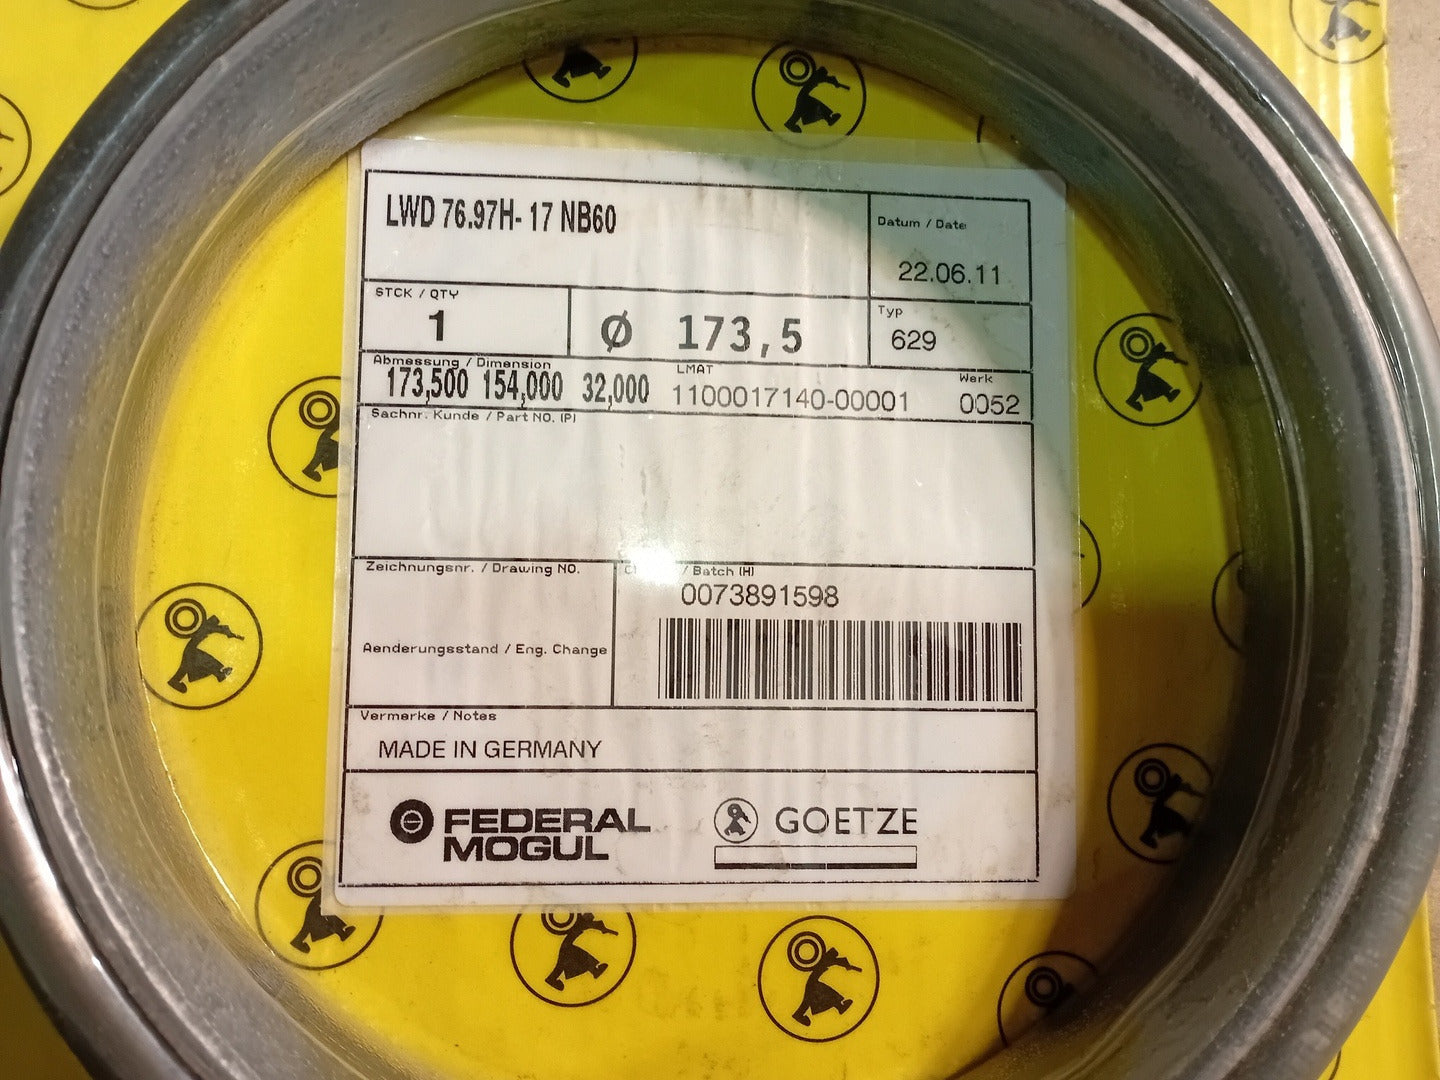 LWD 76.97H- 17 NB60
Datum / Date
22.06.11
STCK / QTY
1
Ø 173,5
Typ
629
Abmessung / Dimension
173,500 154,000 32,000
LMAT
1100017140-00001
Werk
0052
Sachnr. Kunde / Part NO. (P)
Zeichnungsnr. / Drawing NO.
/ Batch (H)
0073891598
Aenderungsstand / Eng. Change
Vermerke / Notes
MADE IN GERMANY
FEDERAL
MOGUL
GOETZE